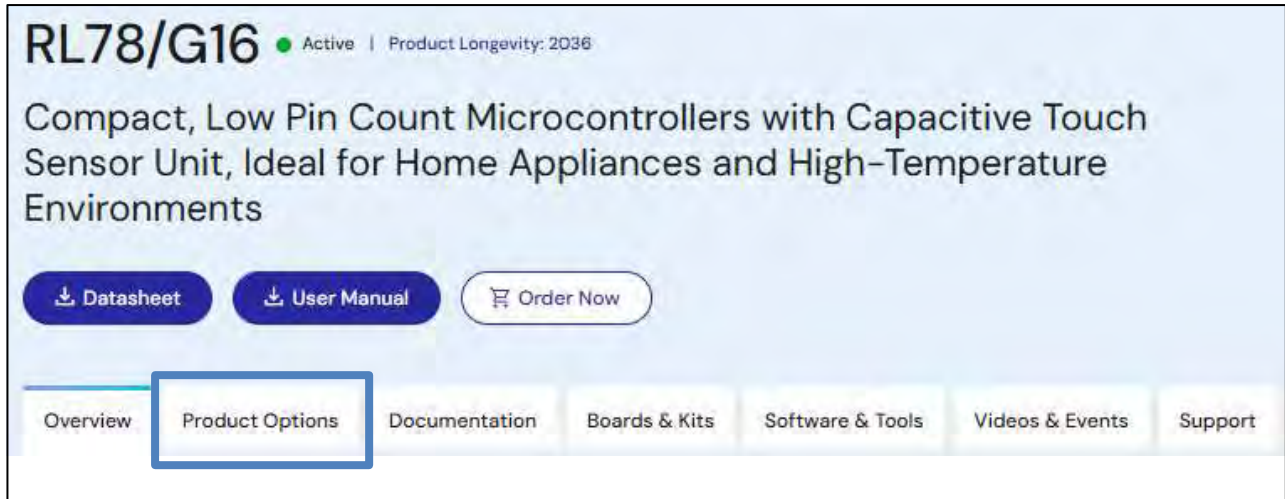 RL78/G16 ● Active | Product Longevity: 2036
Compact, Low Pin Count Microcontrollers with Capacitive Touch
Sensor Unit, Ideal for Home Appliances and High-Temperature
Environments
Datasheet User Manual Order Now
Overview Product Options Documentation Boards & Kits Software & Tools Videos & Events Support